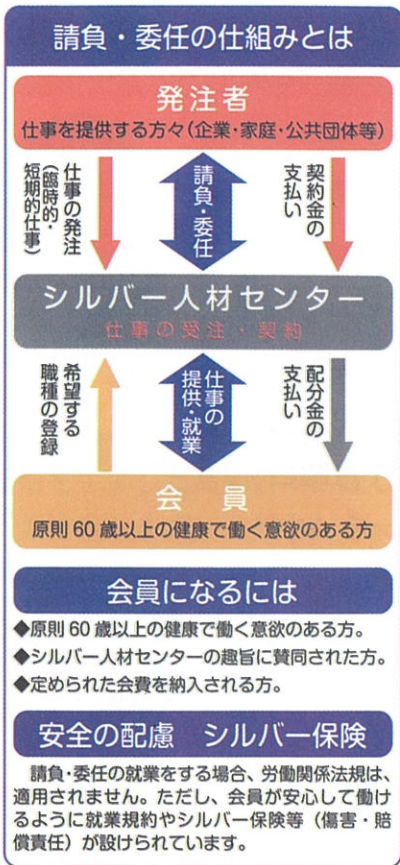 請負・委任の仕組みとは
発注者
仕事を提供する方々(企業・家庭・公共団体等)
仕事の発注
(臨時的・
短期的仕事)
請負・委任
契約金の
支払い
シルバー人材センター
仕事の受注・契約
希望する
職種の登録
仕事の
提供・就業
配分金の
支払い
会員
原則60歳以上の健康で働く意欲のある方
会員になるには
◆原則60歳以上の健康で働く意欲のある方。
◆シルバー人材センターの趣旨に賛同された方。
◆定められた会費を納入される方。
安全の配慮 シルバー保険
請負・委任の就業をする場合、労働関係法規は、
適用されません。ただし、会員が安心して働け
るように就業規約やシルバー保険等(傷害・賠
償責任)が設けられています。